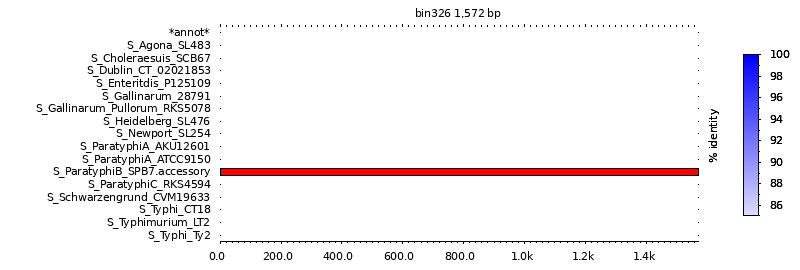 bin326 1,572 bp
*annot*
S_Agona_SL483
S_Choleraesuis_SCB67
S_Dublin_CT_02021853
S_Enteritidis_P125109
S_Gallinarum_28791
S_Gallinarum_Pullorum_RKS5078
S_Heidelberg_SL476
S_Newport_SL254
S_ParatyphiA_AKU12601
S_ParatyphiA_ATCC9150
S_ParatyphiB_SPB7.accessory
S_ParatyphiC_RKS4594
S_Schwarzengrund_CVM19633
S_Typhi_CT18
S_Typhimurium_LT2
S_Typhi_Ty2
0.0 200.0 400.0 600.0 800.0 1.0k 1.2k 1.4k
% identity
100
98
96
94
92
90
88
86